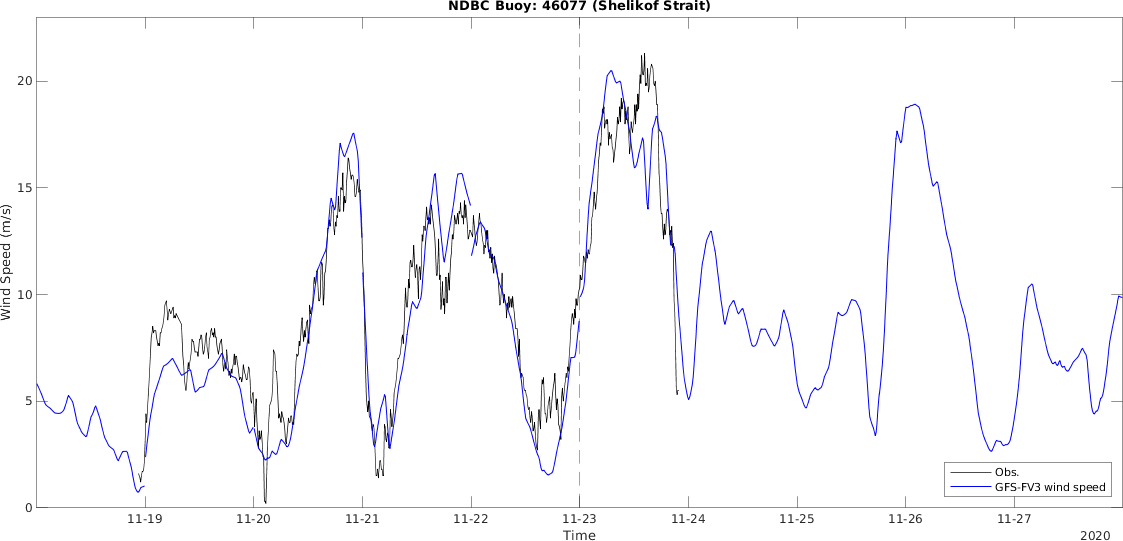 NDBC Buoy: 46077 (Shelikof Strait)
Wind Speed (m/s)
20
15
10
5
0
Obs.
GFS-FV3 wind speed
11-19 11-20 11-21 11-22 11-23 11-24 11-25 11-26 11-27
Time
2020